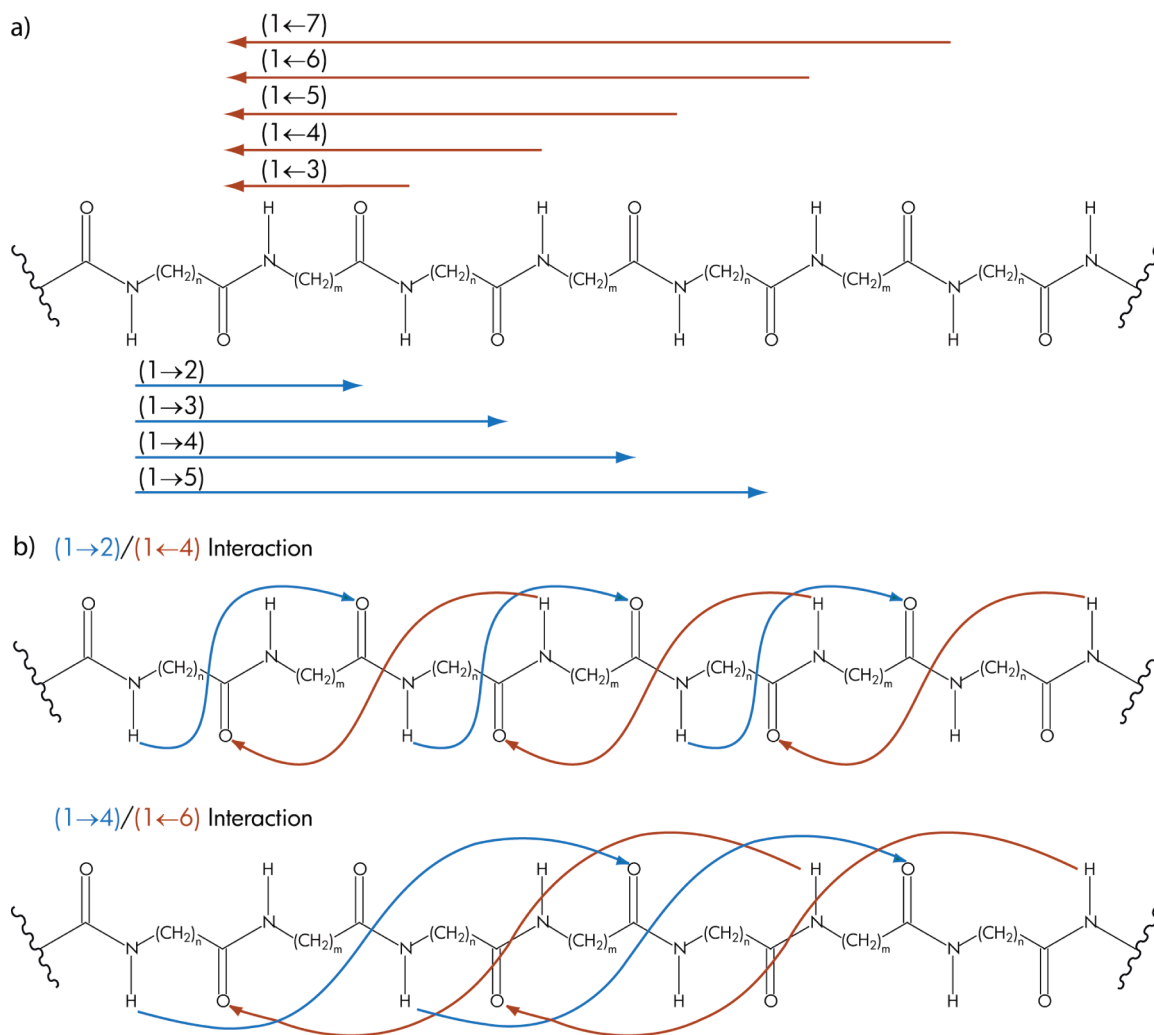 a)
(1←7)
(1←6)
(1←5)
(1←4)
(1←3)
O H O H O H O H
N (CH₂)n N (CH₂)m N (CH₂)n N (CH₂)m N (CH₂)n N (CH₂)m N (CH₂)n N
H O H O H O H O
(1→2)
(1→3)
(1→4)
(1→5)
b) (1→2)/(1←4) Interaction
O H O H O H O H
N (CH₂)n N (CH₂)m N (CH₂)n N (CH₂)m N (CH₂)n N (CH₂)m N (CH₂)n N
H O H O H O H O
(1→4)/(1←6) Interaction
O H O H O H O H
N (CH₂)n N (CH₂)m N (CH₂)n N (CH₂)m N (CH₂)n N (CH₂)m N (CH₂)n N
H O H O H O H O